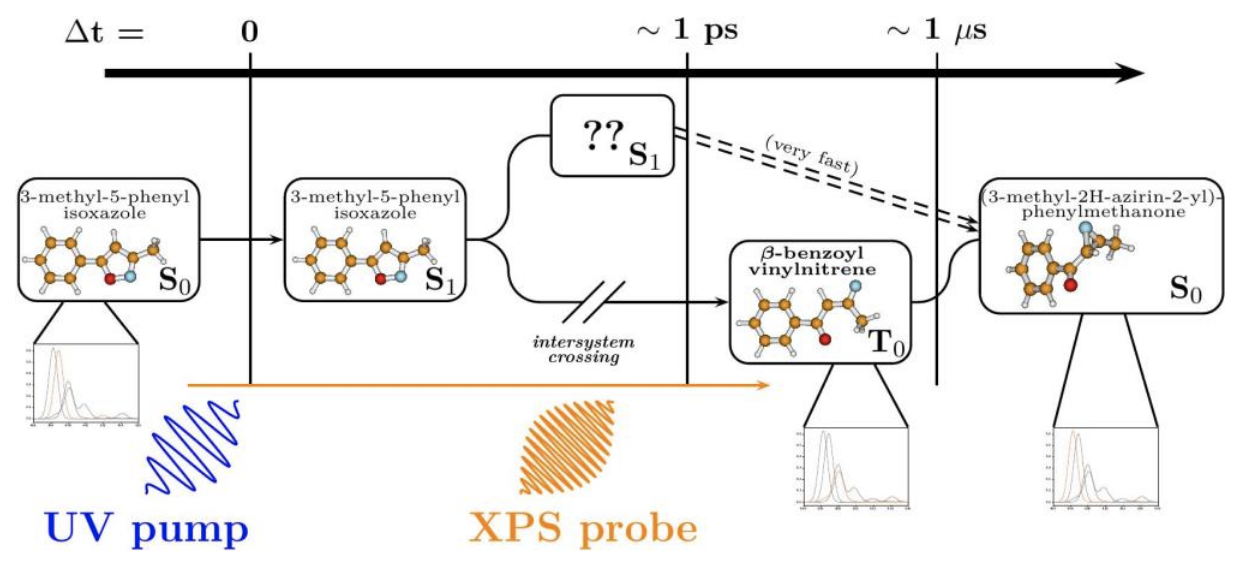 Δt =
0
~ 1 ps
~ 1 μs
??
S1
(very fast)
3-methyl-5-phenyl
isoxazole
S0
3-methyl-5-phenyl
isoxazole
S1
(3-methyl-2H-azirin-2-yl)-
phenylmethanone
S0
β-benzoyl
vinylnitrene
T0
intersystem
crossing
UV pump
XPS probe